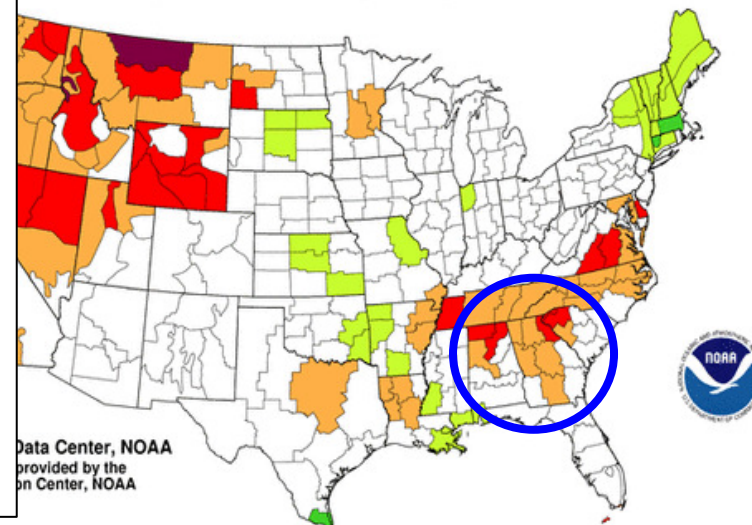 Data Center, NOAA
provided by the
on Center, NOAA
NOAA